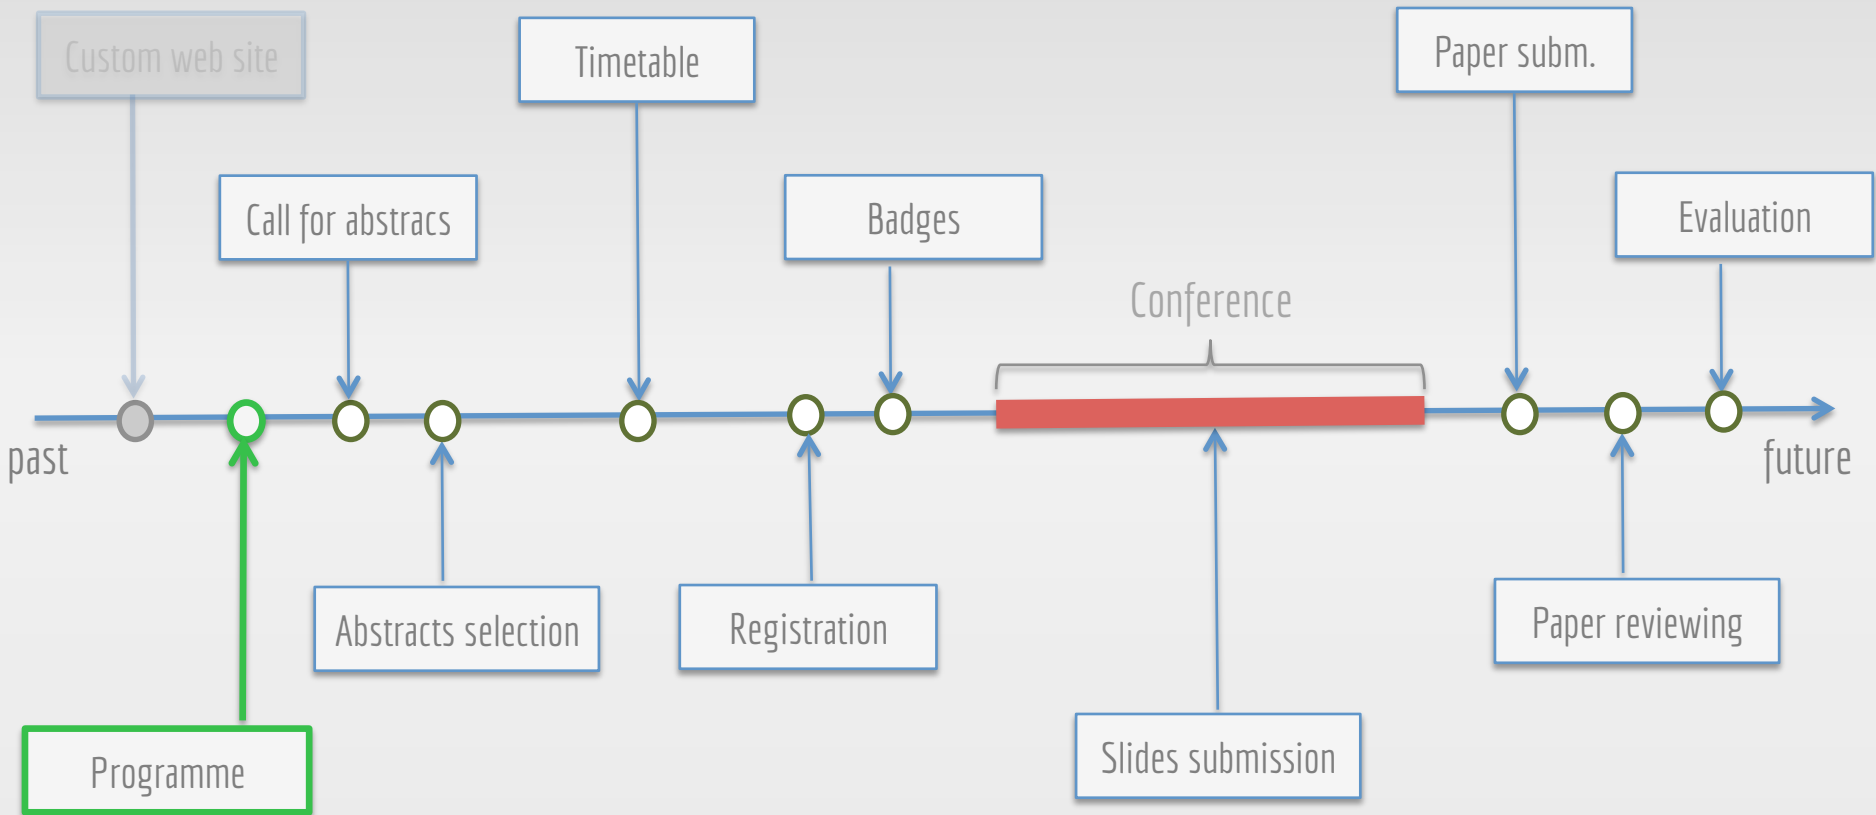 Custom web site
Timetable
Paper subm.
Call for abstracs
Badges
Evaluation
Conference
past
future
Abstracts selection
Registration
Paper reviewing
Programme
Slides submission